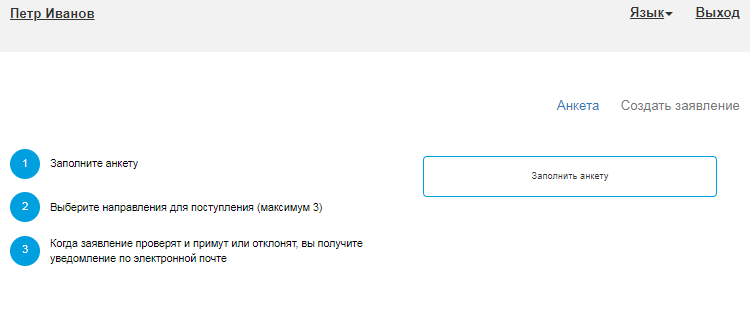 Петр Иванов
Язык Выход
Анкета Создать заявление
1 Заполните анкету
Заполнить анкету
2 Выберите направления для поступления (максимум 3)
3 Когда заявление проверят и примут или отклонят, вы получите
уведомление по электронной почте